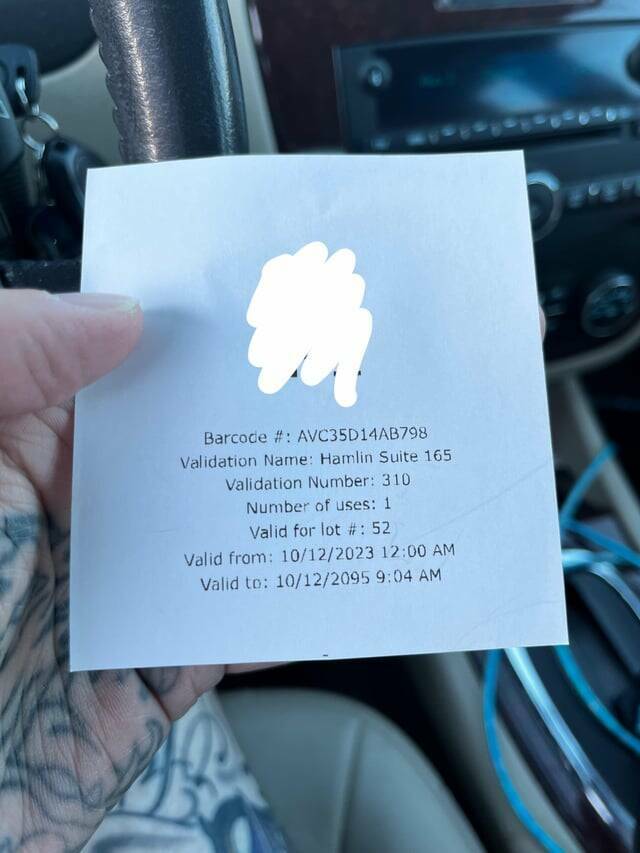 Barcode #: AVC35D14AB798
Validation Name: Hamlin Suite 165
Validation Number: 310
Number of uses: 1
Valid for lot #: 52
Valid from: 10/12/2023 12:00 AM
Valid to: 10/12/2095 9:04 AM